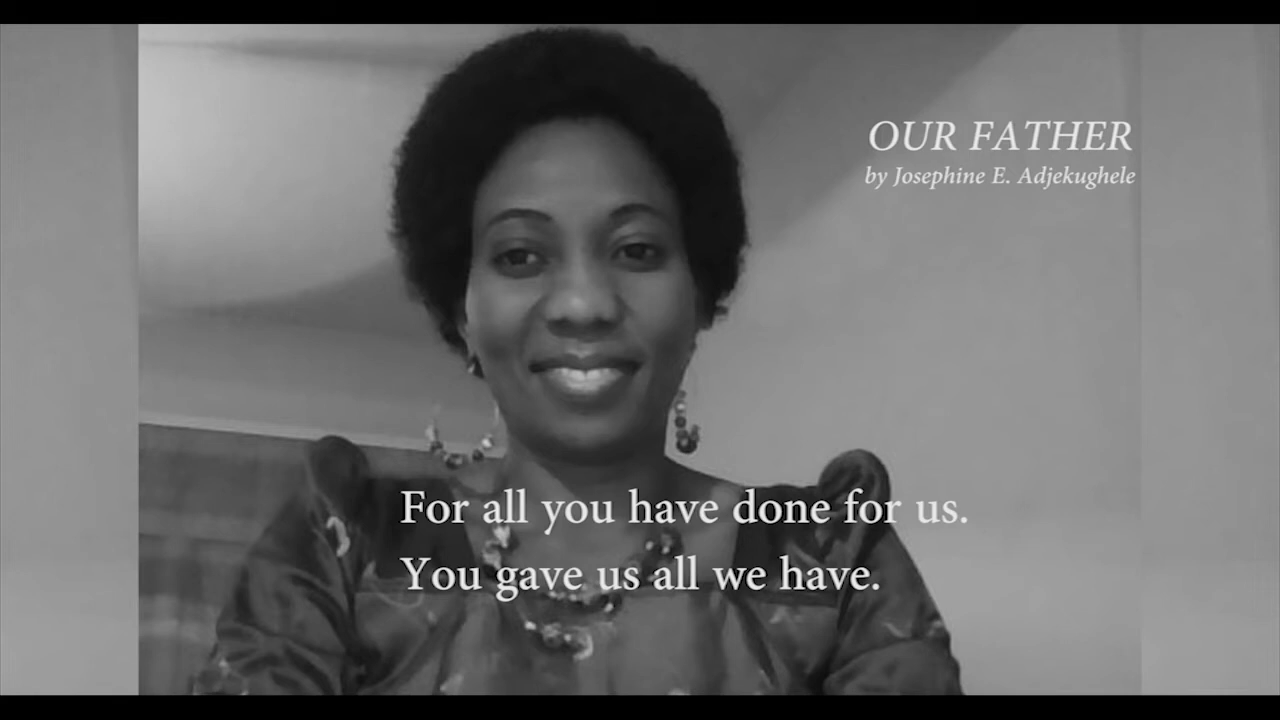 OUR FATHER
by Josephine E. Adjekughele
For all you have done for us.
You gave us all we have.